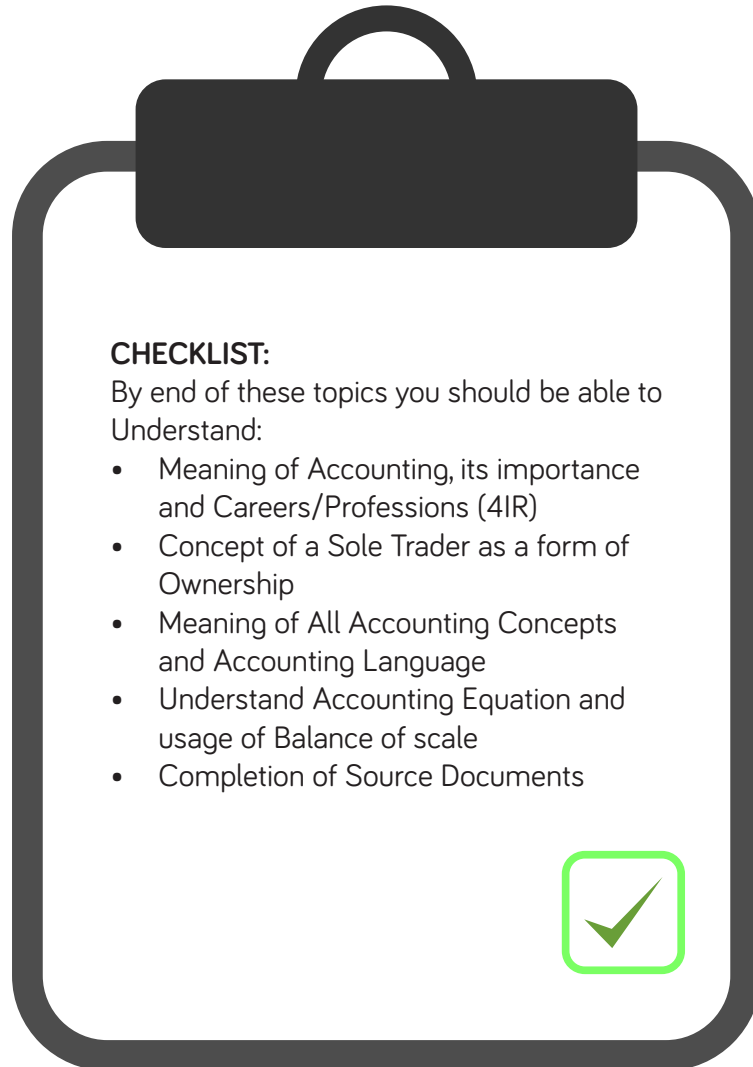 CHECKLIST:
By end of these topics you should be able to
Understand:
• Meaning of Accounting, its importance
and Careers/Professions (4IR)
• Concept of a Sole Trader as a form of
Ownership
• Meaning of All Accounting Concepts
and Accounting Language
• Understand Accounting Equation and
usage of Balance of scale
• Completion of Source Documents